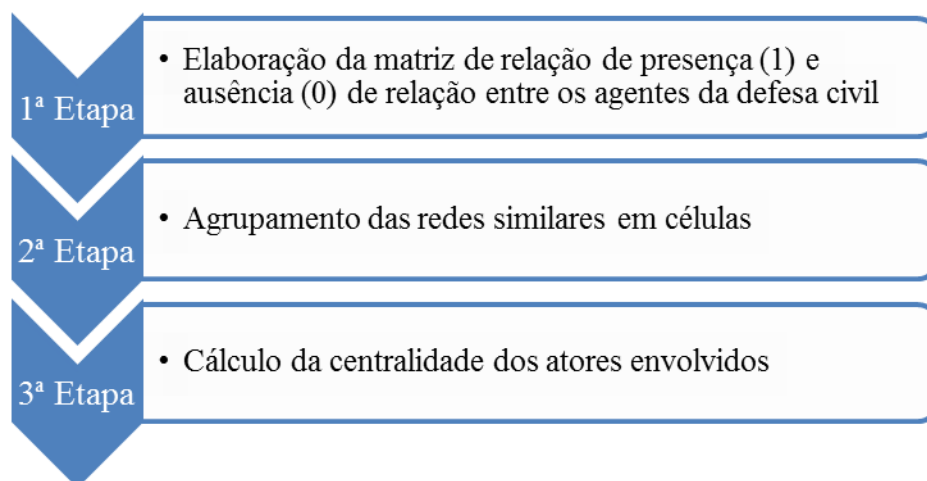 1ª Etapa
• Elaboração da matriz de relação de presença (1) e
ausência (0) de relação entre os agentes da defesa civil
2ª Etapa
• Agrupamento das redes similares em células
3ª Etapa
• Cálculo da centralidade dos atores envolvidos